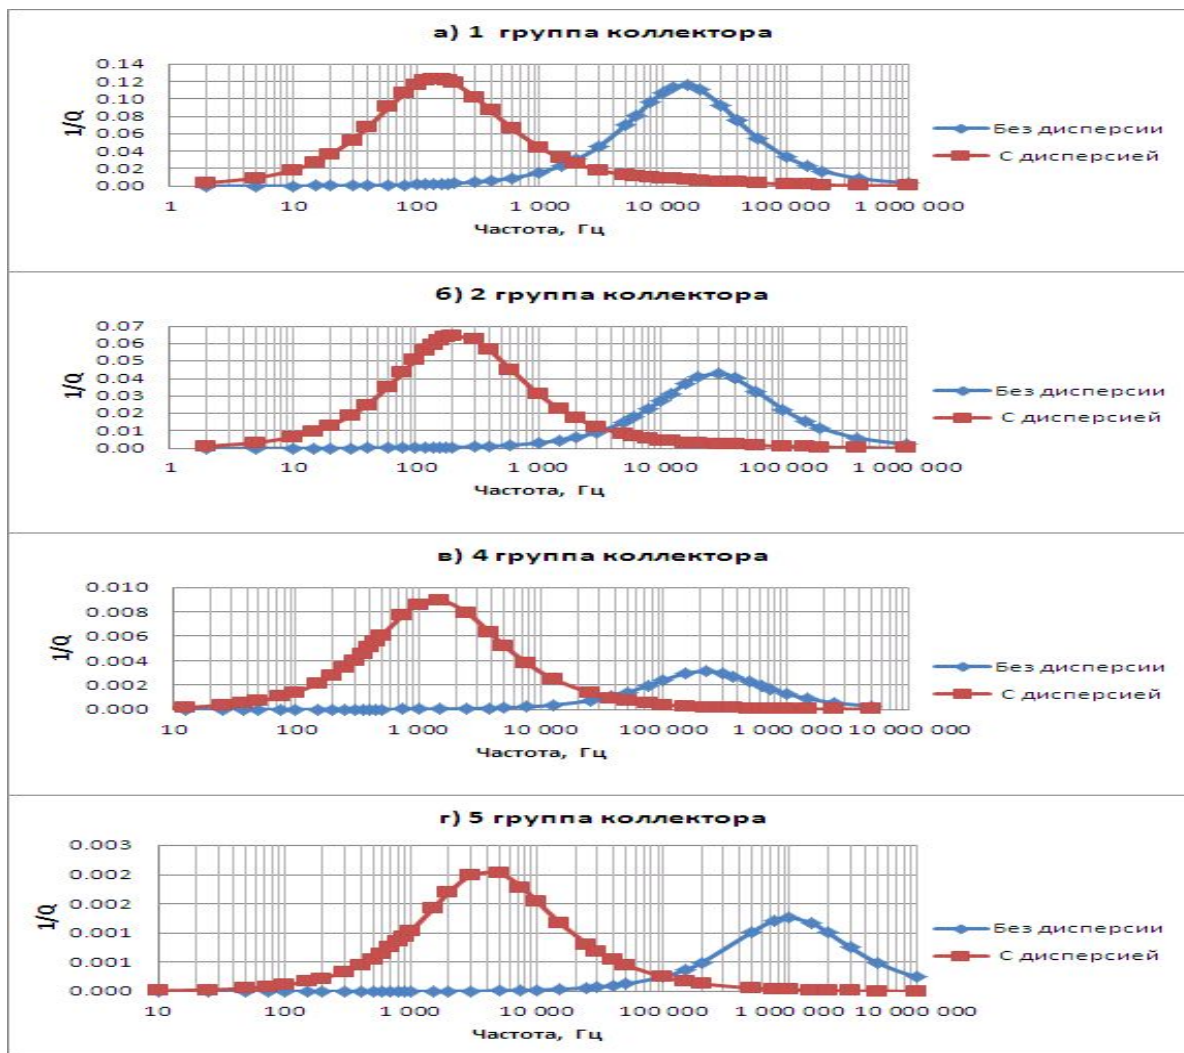 а) 1 группа коллектора
0.14
0.12
0.10
0.08
0.06
0.04
0.02
0.00
1/Q
1 10 100 1 000 10 000 100 000 1 000 000
Частота, Гц
Без дисперсии
С дисперсией
б) 2 группа коллектора
0.07
0.06
0.05
0.04
0.03
0.02
0.01
0.00
1/Q
1 10 100 1 000 10 000 100 000 1 000 000
Частота, Гц
Без дисперсии
С дисперсией
в) 4 группа коллектора
0.010
0.008
0.006
0.004
0.002
0.000
1/Q
10 100 1 000 10 000 100 000 1 000 000 10 000 000
Частота, Гц
Без дисперсии
С дисперсией
г) 5 группа коллектора
0.003
0.002
0.002
0.001
0.001
0.000
1/Q
10 100 1 000 10 000 100 000 1 000 000 10 000 000
Частота, Гц
Без дисперсии
С дисперсией